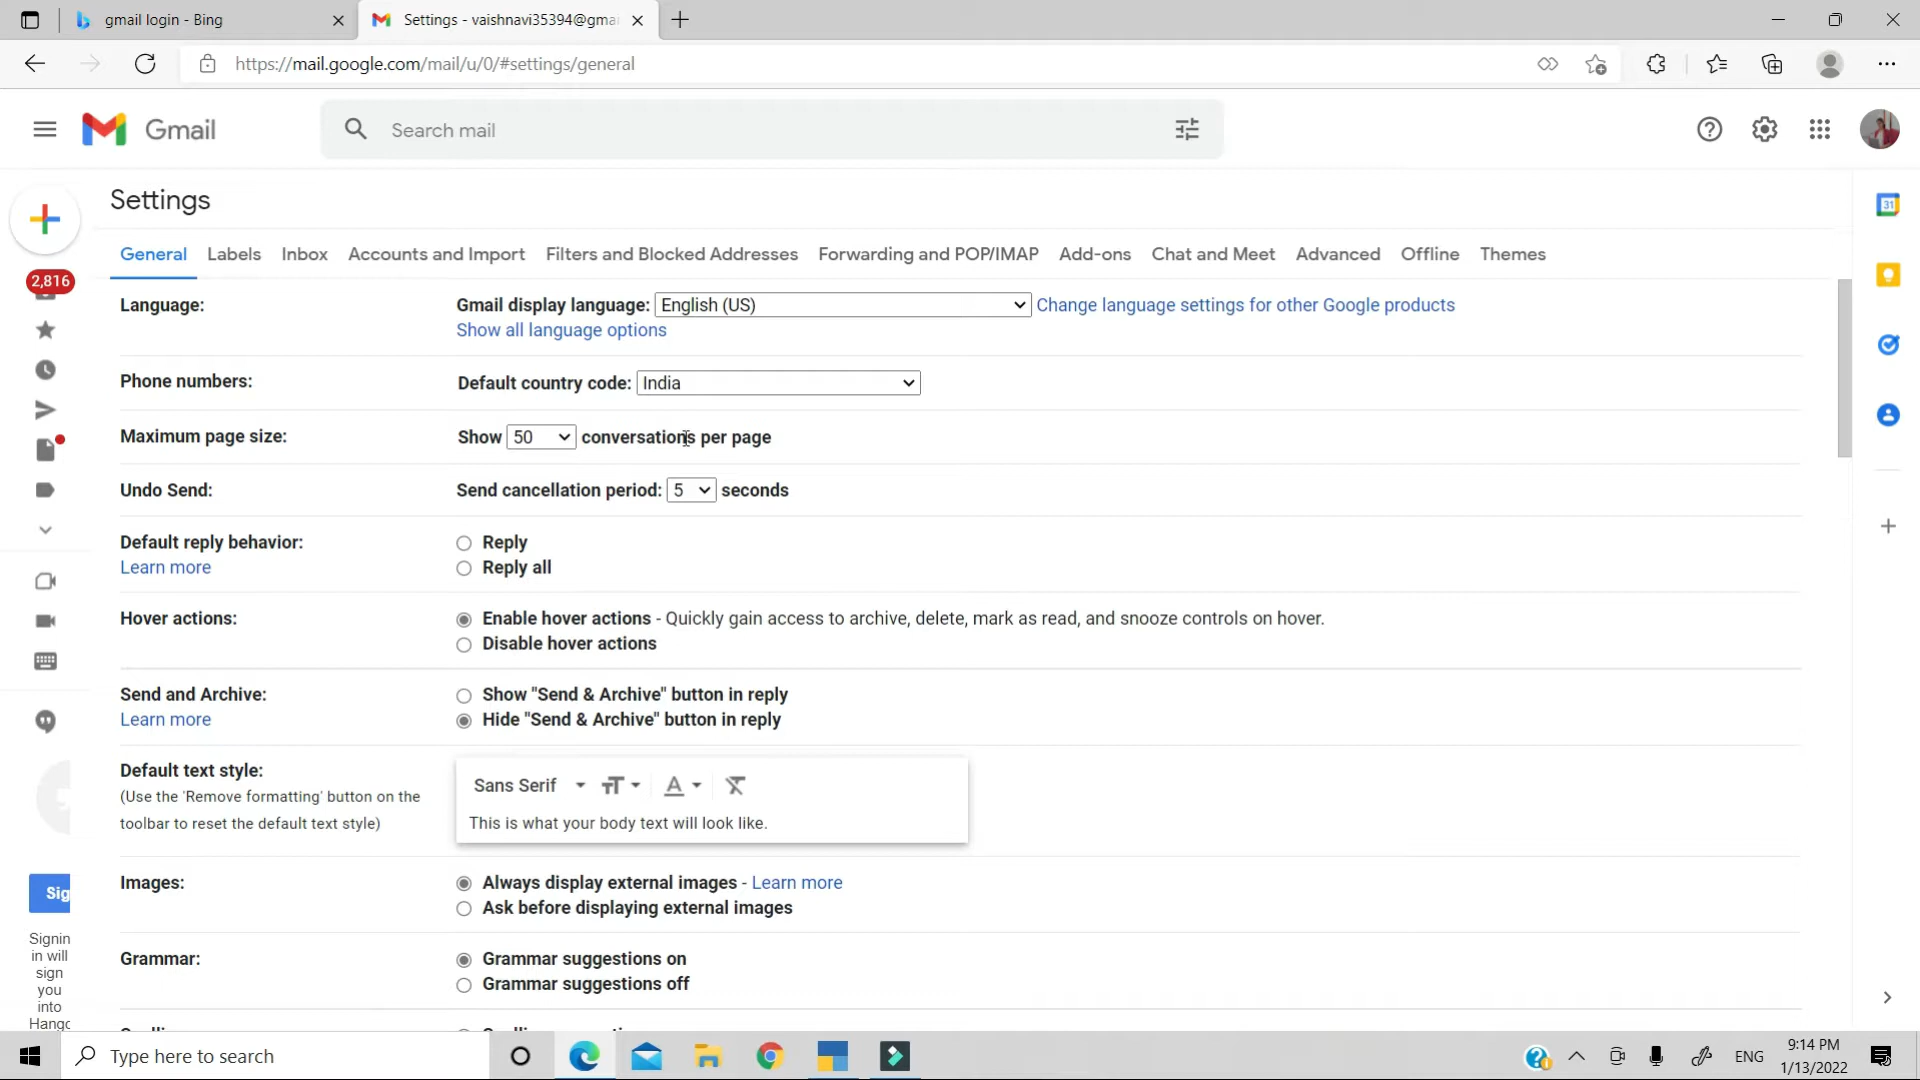 gmail login - Bing
Settings - vaishnavi35394@gmai
https://mail.google.com/mail/u/0/#settings/general
Gmail
Search mail
Settings
General Labels Inbox Accounts and Import Filters and Blocked Addresses Forwarding and POP/IMAP Add-ons Chat and Meet Advanced Offline Themes
2,816
31
Language: Gmail display language: English (US) Change language settings for other Google products
Show all language options
Phone numbers: Default country code: India
Maximum page size: Show 50 conversations per page
Undo Send: Send cancellation period: 5 seconds
Default reply behavior: Reply
Learn more Reply all
Hover actions: Enable hover actions - Quickly gain access to archive, delete, mark as read, and snooze controls on hover.
Disable hover actions
Send and Archive: Show "Send & Archive" button in reply
Learn more Hide "Send & Archive" button in reply
Default text style:
(Use the 'Remove formatting' button on the
toolbar to reset the default text style)
Sans Serif
This is what your body text will look like.
Images: Always display external images - Learn more
Ask before displaying external images
Grammar: Grammar suggestions on
Grammar suggestions off
Sig
Signin
in will
sign
you
into
Hangc
Type here to search
ENG
9:14 PM
1/13/2022